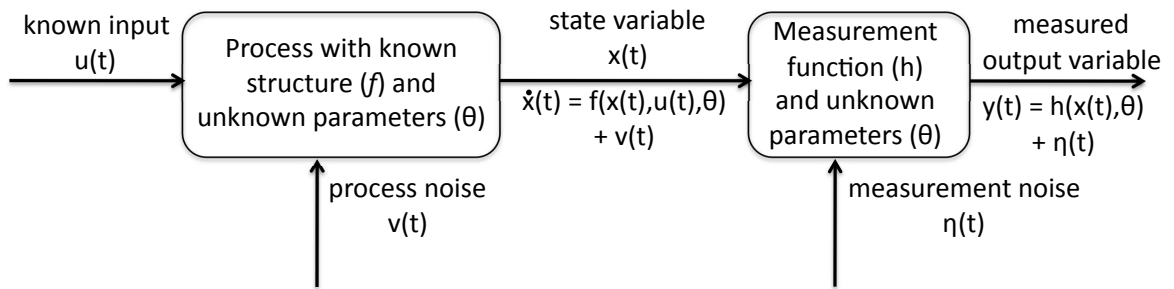 known input
u(t)
Process with known
structure (f) and
unknown parameters (θ)
process noise
v(t)
state variable
x(t)
ẋ(t) = f(x(t),u(t),θ)
+ v(t)
Measurement
function (h)
and unknown
parameters (θ)
measurement noise
η(t)
measured
output variable
y(t) = h(x(t),θ)
+ η(t)